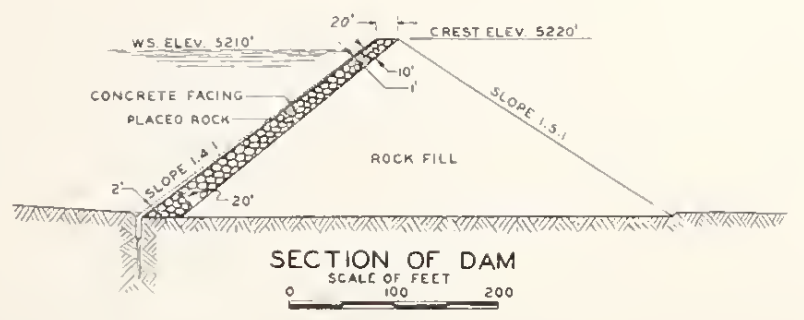 20'
WS. ELEV. 5210'
CREST ELEV. 5220'
10'
1'
CONCRETE FACING
PLACED ROCK
SLOPE 1.4:1
SLOPE 1.5:1
ROCK FILL
2'
20'
SECTION OF DAM
SCALE OF FEET
0 100 200